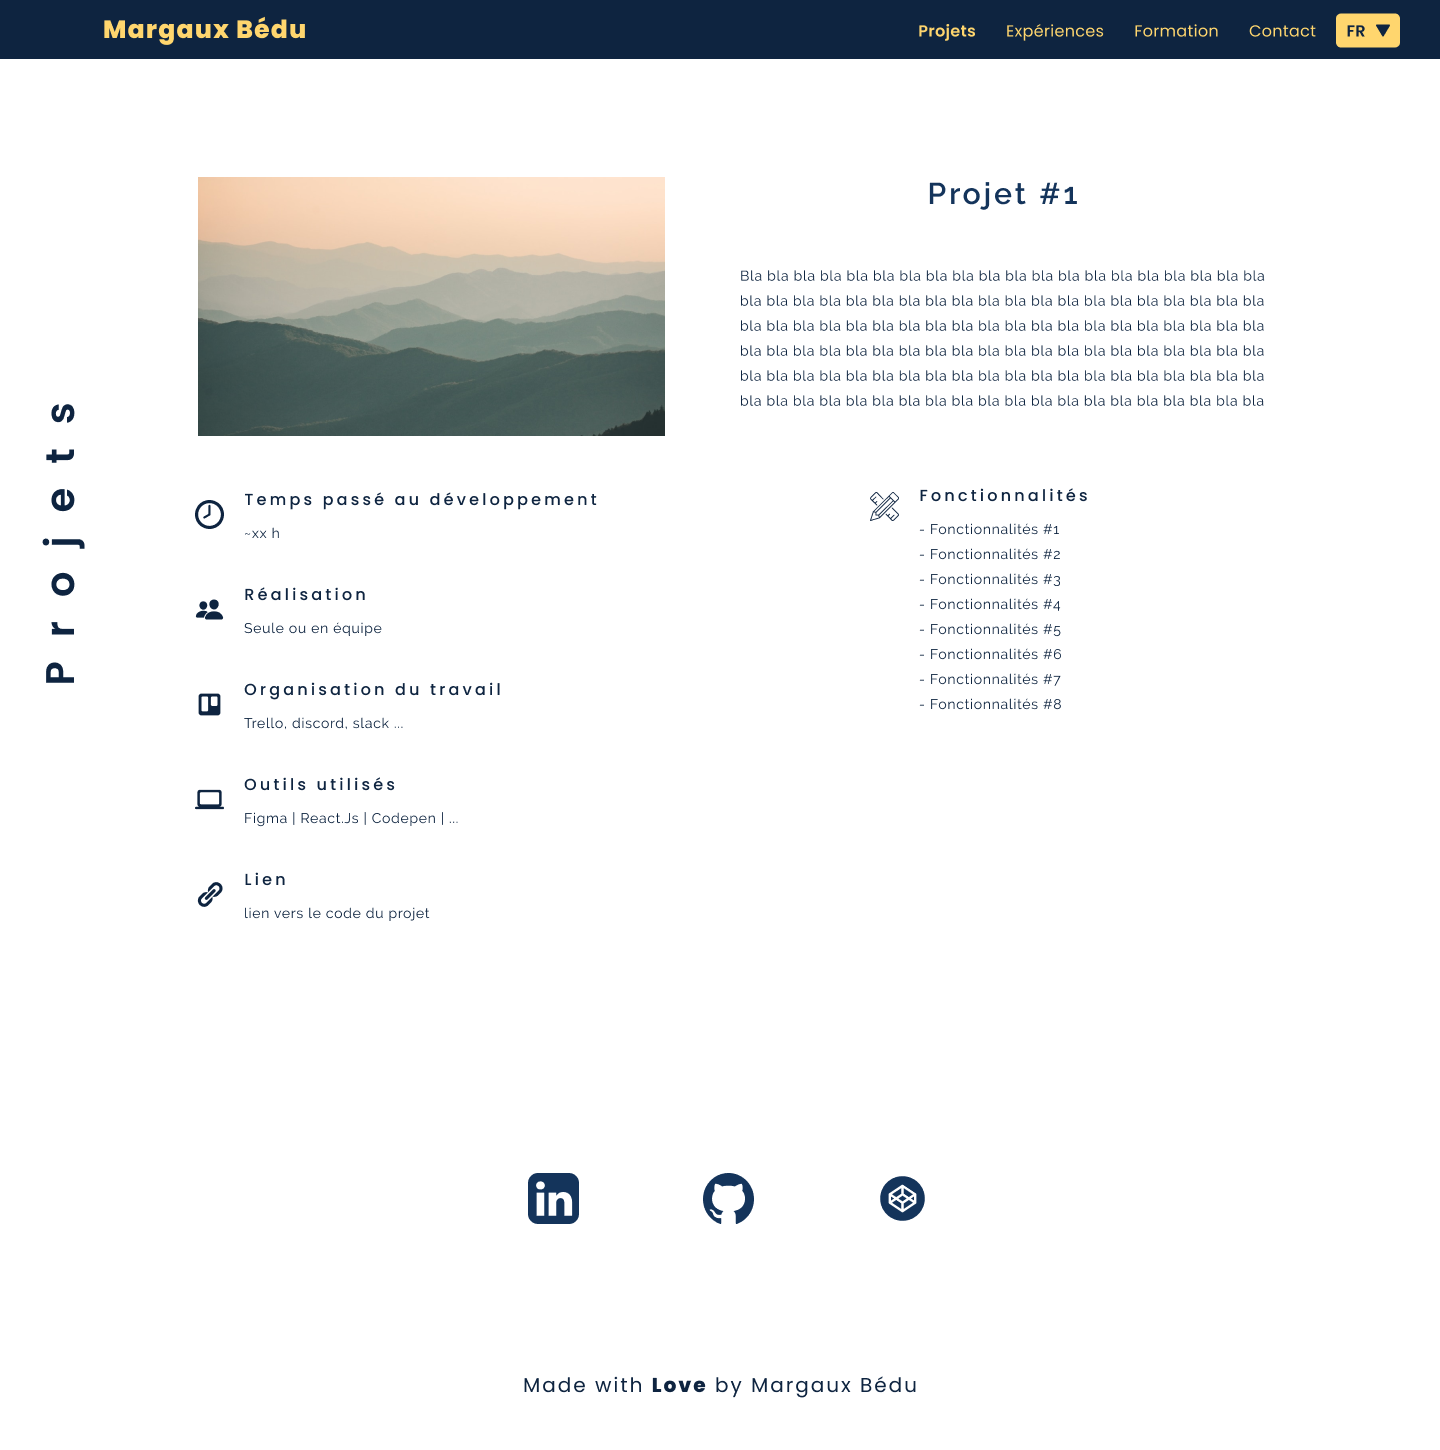 Margaux Bédu
Projets Expériences Formation Contact FR ▼
Projets
Projet #1
Bla bla bla bla bla bla bla bla bla bla bla bla bla bla bla bla bla bla bla bla
bla bla bla bla bla bla bla bla bla bla bla bla bla bla bla bla bla bla bla bla
bla bla bla bla bla bla bla bla bla bla bla bla bla bla bla bla bla bla bla bla
bla bla bla bla bla bla bla bla bla bla bla bla bla bla bla bla bla bla bla bla
bla bla bla bla bla bla bla bla bla bla bla bla bla bla bla bla bla bla bla bla
bla bla bla bla bla bla bla bla bla bla bla bla bla bla bla bla bla bla bla bla
Temps passé au développement
~xx h
Réalisation
Seule ou en équipe
Organisation du travail
Trello, discord, slack ...
Outils utilisés
Figma | React.Js | Codepen | ...
Lien
lien vers le code du projet
Fonctionnalités
- Fonctionnalités #1
- Fonctionnalités #2
- Fonctionnalités #3
- Fonctionnalités #4
- Fonctionnalités #5
- Fonctionnalités #6
- Fonctionnalités #7
- Fonctionnalités #8
in
Made with Love by Margaux Bédu